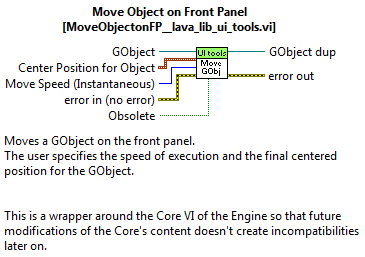 Move Object on Front Panel
[MoveObjectonFP__lava_lib_ui_tools.vi]
GObject
UI tools
GObject dup
Center Position for Object
Move
GObj
Move Speed (Instantaneous)
error out
error in (no error)
Obsolete
Moves a GObject on the front panel.
The user specifies the speed of execution and the final centered
position for the GObject.
This is a wrapper around the Core VI of the Engine so that future
modifications of the Core's content doesn't create incompatibilities
later on.